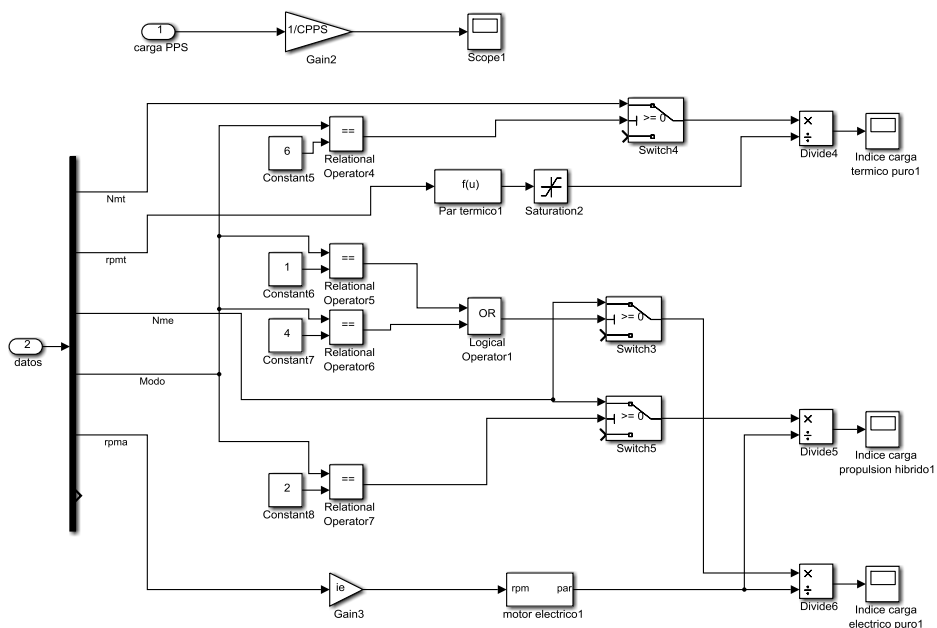 1
carga PPS
1/CPPS
Gain2
Scope1
Nmt
6
Constant5
==
Relational
Operator4
>= 0
Switch4
×
÷
Divide4
Indice carga
termico puro1
f(u)
Par termico1
Saturation2
rpmt
1
Constant6
==
Relational
Operator5
4
Constant7
==
Relational
Operator6
OR
Logical
Operator1
>= 0
Switch3
Nme
2
datos
Modo
>= 0
Switch5
×
÷
Divide5
Indice carga
propulsion hibrido1
rpma
2
Constant8
==
Relational
Operator7
ie
Gain3
rpm
par
motor electrico1
×
÷
Divide6
Indice carga
electrico puro1